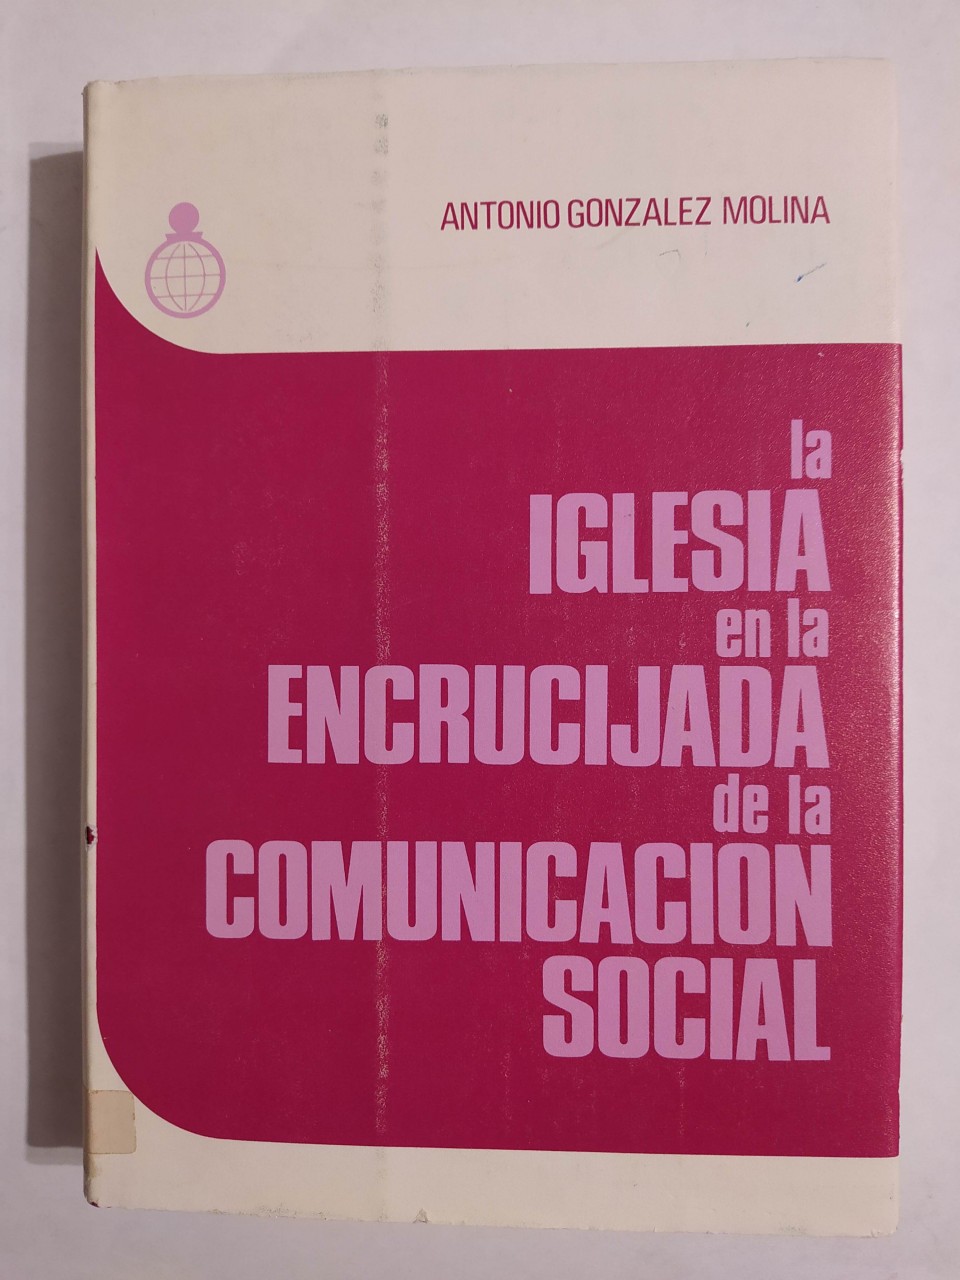 ANTONIO GONZALEZ MOLINA
la
IGLESIA
en la
ENCRUCIJADA
de la
COMUNICACION
SOCIAL